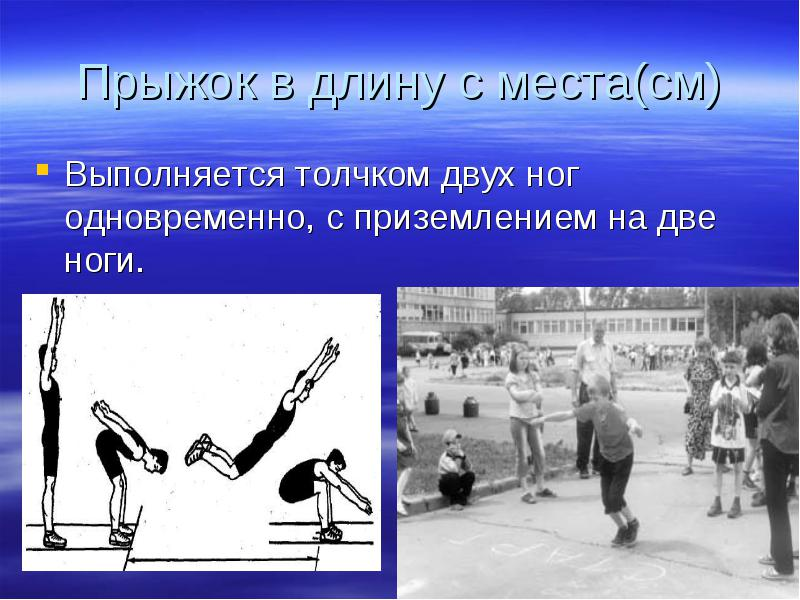 Прыжок в длину с места(см)
Выполняется толчком двух ног
одновременно, с приземлением на две
ноги.